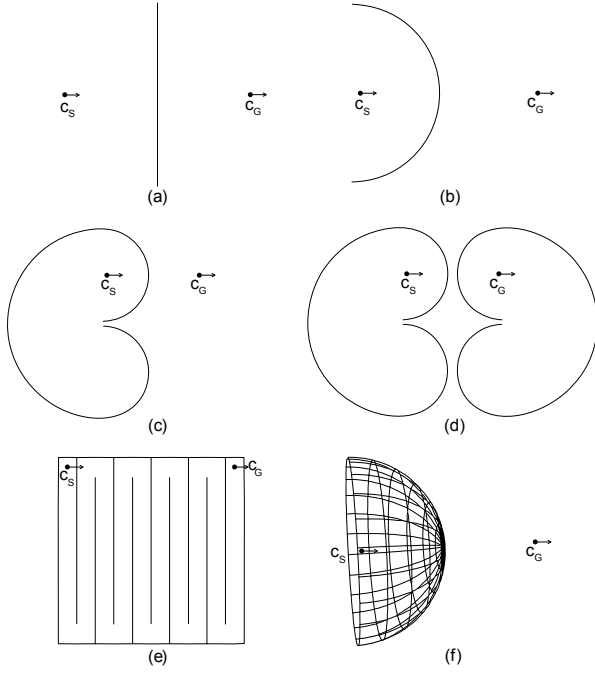 c_S c_G c_S c_G
(a) (b)
c_S c_G c_S c_G
(c) (d)
c_S c_G
c_S c_G
(e) (f)